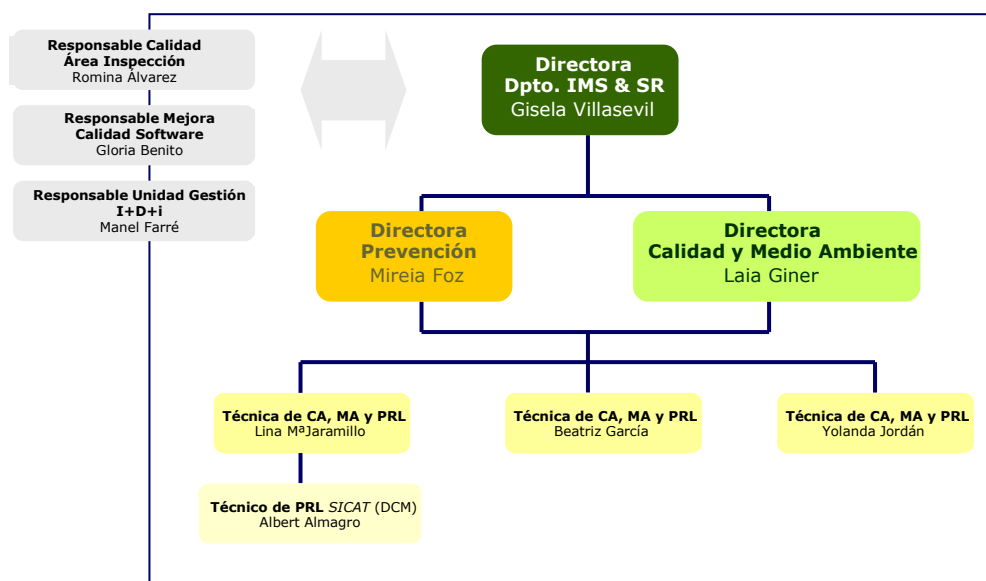 Responsable Calidad
Área Inspección
Romina Álvarez
Responsable Mejora
Calidad Software
Gloria Benito
Responsable Unidad Gestión
I+D+i
Manel Farré
Directora
Dpto. IMS & SR
Gisela Villasevil
Directora
Prevención
Mireia Foz
Directora
Calidad y Medio Ambiente
Laia Giner
Técnica de CA, MA y PRL
Lina MªJaramillo
Técnica de CA, MA y PRL
Beatriz García
Técnica de CA, MA y PRL
Yolanda Jordán
Técnico de PRL SICAT (DCM)
Albert Almagro